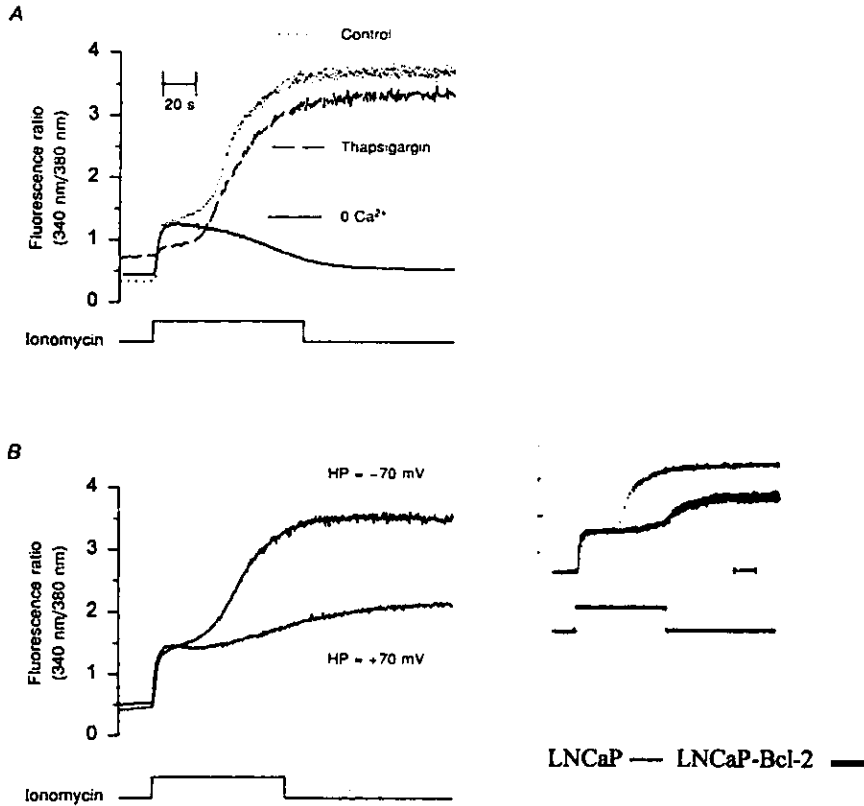 A
Control
4
3
2
1
0
20 s
Thapsigargin
0 Ca²⁺
Fluorescence ratio
(340 nm/380 nm)
Ionomycin
B
HP = −70 mV
4
3
2
1
0
Fluorescence ratio
(340 nm/380 nm)
HP = +70 mV
Ionomycin
LNCaP — LNCaP-Bcl-2